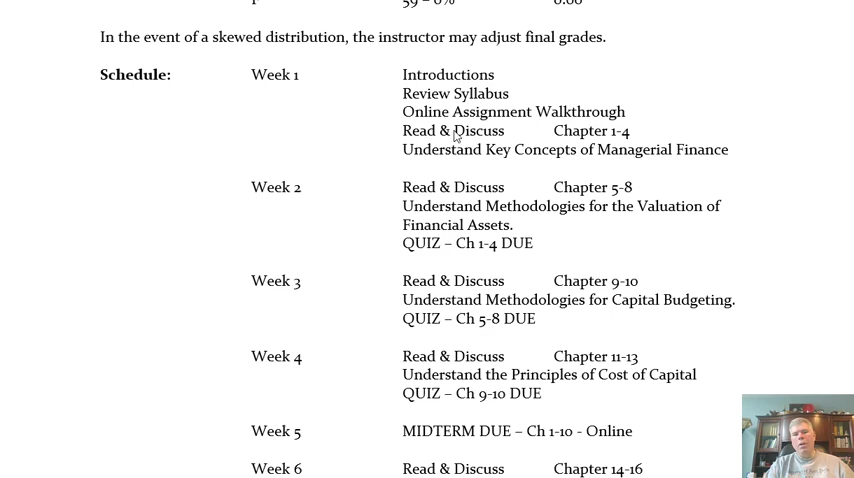 F 59 – 0% 0.00
In the event of a skewed distribution, the instructor may adjust final grades.
Schedule: Week 1 Introductions
Review Syllabus
Online Assignment Walkthrough
Read & Discuss Chapter 1-4
Understand Key Concepts of Managerial Finance
Week 2 Read & Discuss Chapter 5-8
Understand Methodologies for the Valuation of
Financial Assets.
QUIZ – Ch 1-4 DUE
Week 3 Read & Discuss Chapter 9-10
Understand Methodologies for Capital Budgeting.
QUIZ – Ch 5-8 DUE
Week 4 Read & Discuss Chapter 11-13
Understand the Principles of Cost of Capital
QUIZ – Ch 9-10 DUE
Week 5 MIDTERM DUE – Ch 1-10 - Online
Week 6 Read & Discuss Chapter 14-16